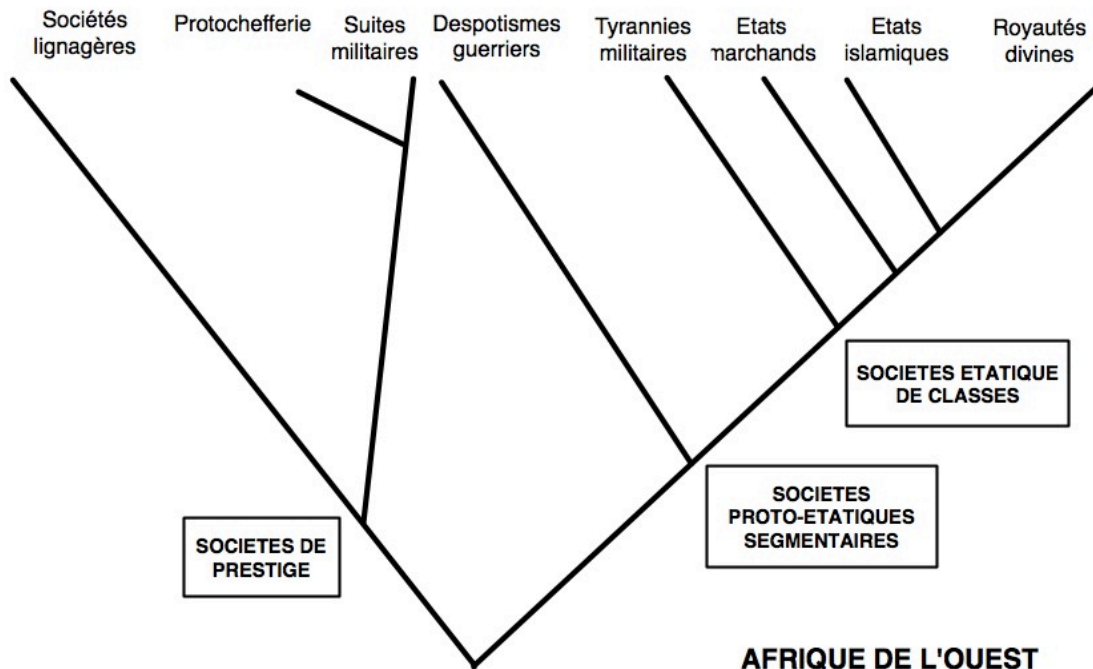 Sociétés
lignagères
Protochefferie
Suites
militaires
Despotismes
guerriers
Tyrannies
militaires
Etats
marchands
Etats
islamiques
Royautés
divines
SOCIETES ETATIQUE
DE CLASSES
SOCIETES
PROTO-ETATIQUES
SEGMENTAIRES
SOCIETES DE
PRESTIGE
AFRIQUE DE L'OUEST